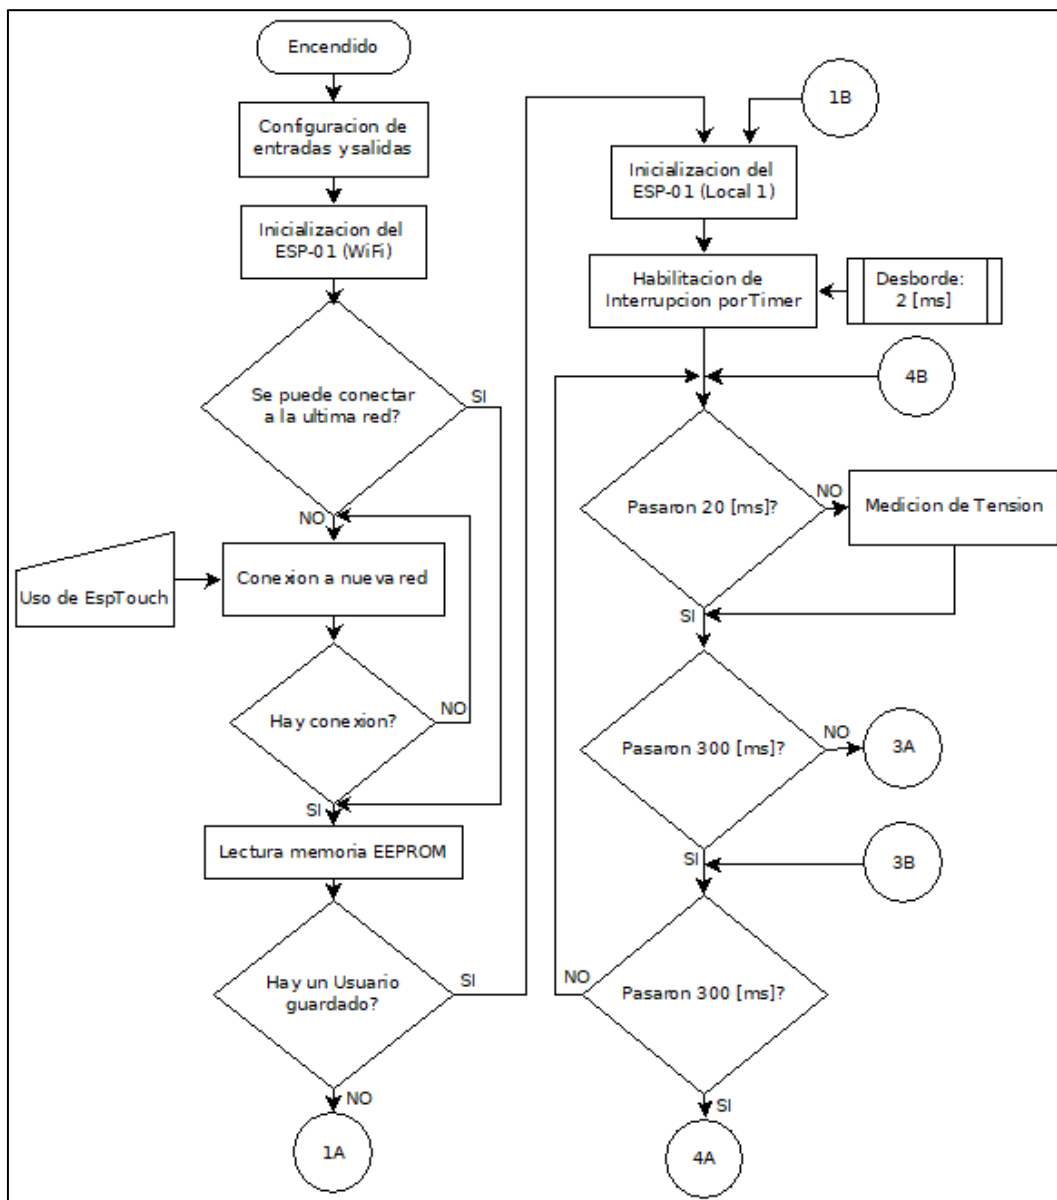 Encendido
Configuracion de
entradas y salidas
Inicializacion del
ESP-01 (WiFi)
Se puede conectar
a la ultima red?
SI
NO
Uso de EspTouch
Conexion a nueva red
Hay conexion?
NO
SI
Lectura memoria EEPROM
Hay un Usuario
guardado?
SI
NO
1A
1B
Inicializacion del
ESP-01 (Local 1)
Habilitacion de
Interrupcion por Timer
Desborde:
2 [ms]
4B
Pasaron 20 [ms]?
NO
Medicion de Tension
SI
Pasaron 300 [ms]?
NO
3A
SI
3B
Pasaron 300 [ms]?
NO
SI
4A